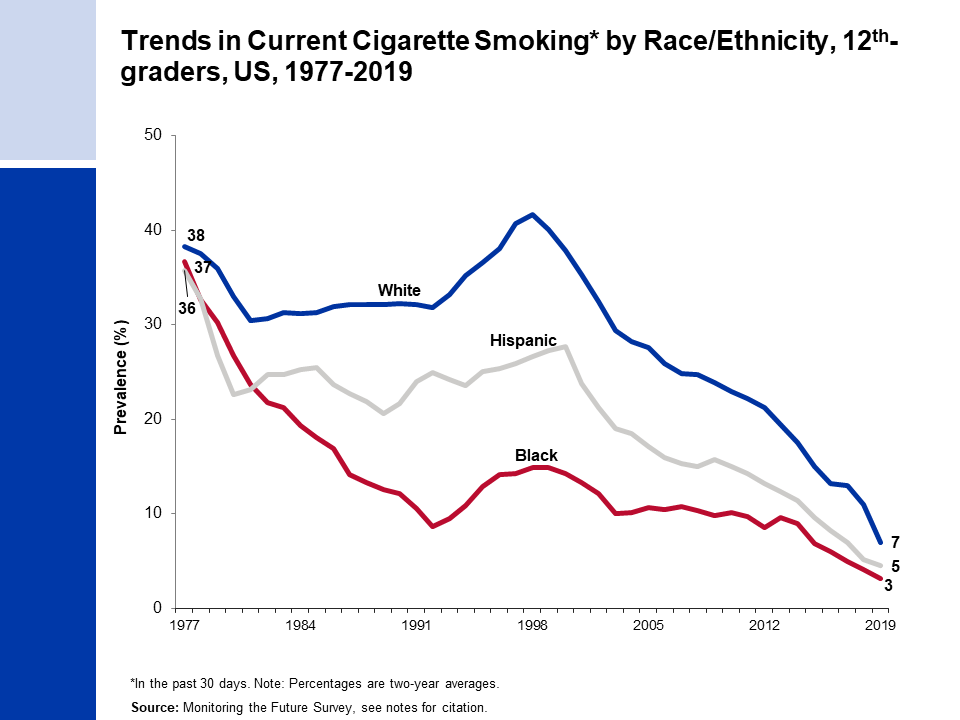 Trends in Current Cigarette Smoking* by Race/Ethnicity, 12th-
graders, US, 1977-2019
50
40
30
20
10
0
Prevalence (%)
38
37
36
White
Hispanic
Black
7
5
3
1977 1984 1991 1998 2005 2012 2019
*In the past 30 days. Note: Percentages are two-year averages.
Source: Monitoring the Future Survey, see notes for citation.